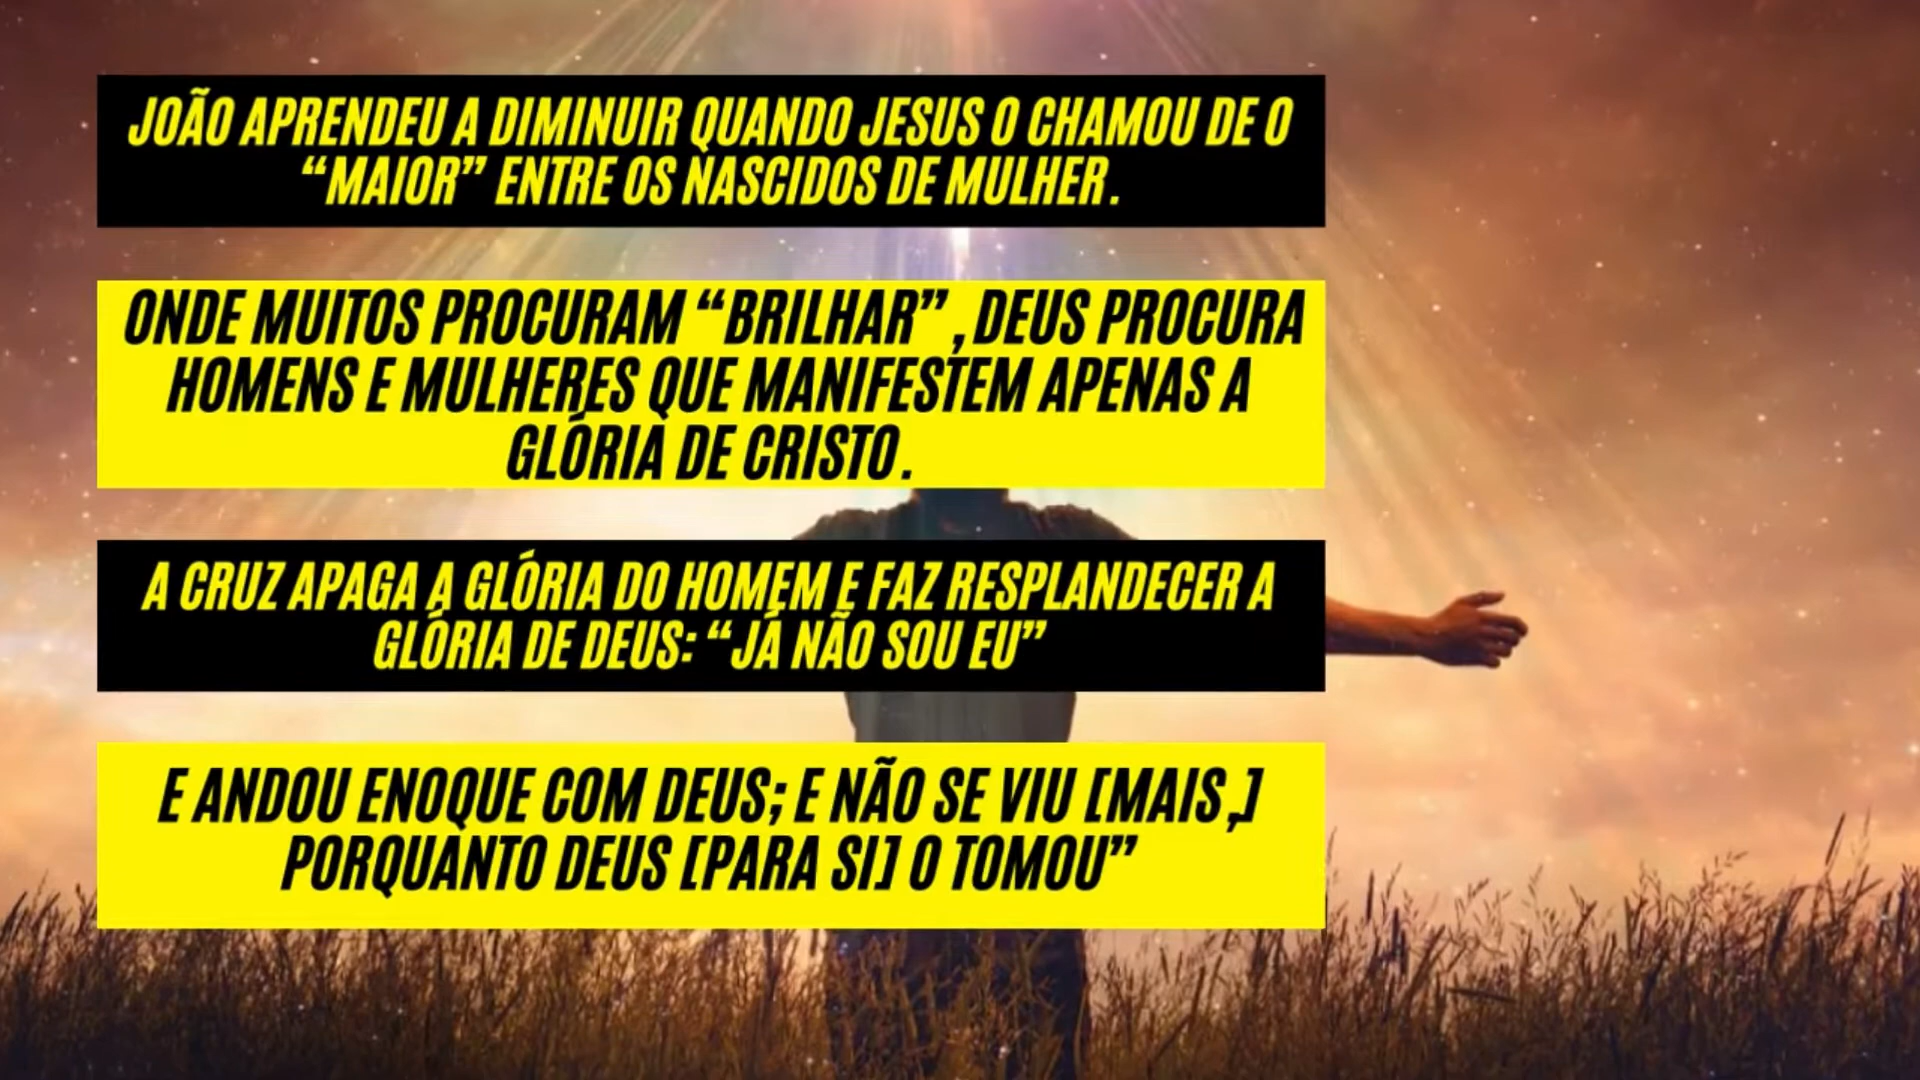 JOÃO APRENDEU A DIMINUIR QUANDO JESUS O CHAMOU DE O
“MAIOR” ENTRE OS NASCIDOS DE MULHER.
ONDE MUITOS PROCURAM “BRILHAR”, DEUS PROCURA
HOMENS E MULHERES QUE MANIFESTEM APENAS A
GLÓRIA DE CRISTO.
A CRUZ APAGA A GLÓRIA DO HOMEM E FAZ RESPLANDECER A
GLÓRIA DE DEUS: “JÁ NÃO SOU EU”
E ANDOU ENOQUE COM DEUS; E NÃO SE VIU [MAIS,]
PORQUANTO DEUS [PARA SI] O TOMOU”